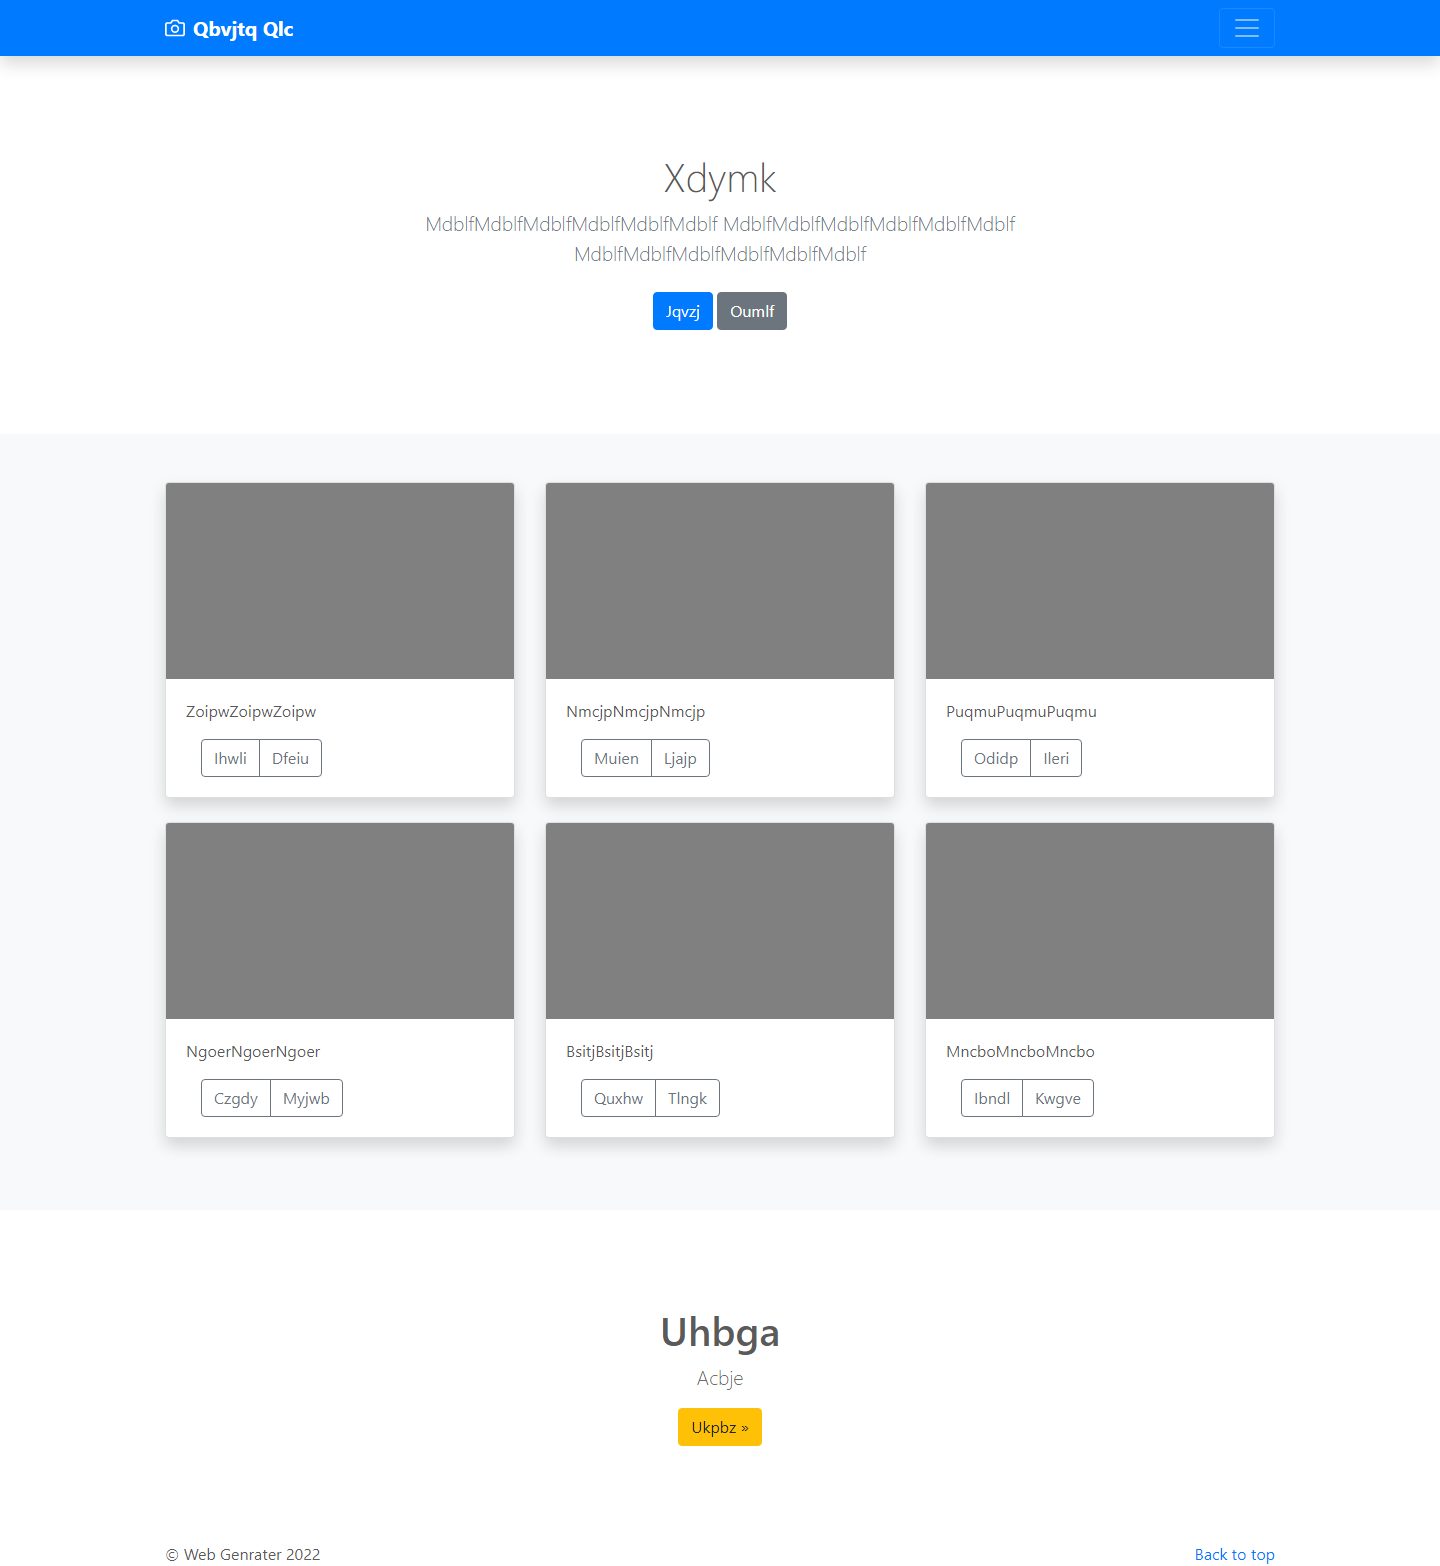 Qbvjtq Qlc
Xdymk
MdblfMdblfMdblfMdblfMdblfMdblf MdblfMdblfMdblfMdblfMdblfMdblf
MdblfMdblfMdblfMdblfMdblfMdblf
Jqvzj Oumlf
ZoipwZoipwZoipw
Ihwli Dfeiu
NmcjpNmcjpNmcjp
Muien Ljajp
PuqmuPuqmuPuqmu
Odidp Ileri
NgoerNgoerNgoer
Czgdy Myjwb
BsitjBsitjBsitj
Quxhw Tlngk
MncboMncboMncbo
Ibndl Kwgve
Uhbga
Acbje
Ukpbz »
© Web Genrater 2022
Back to top